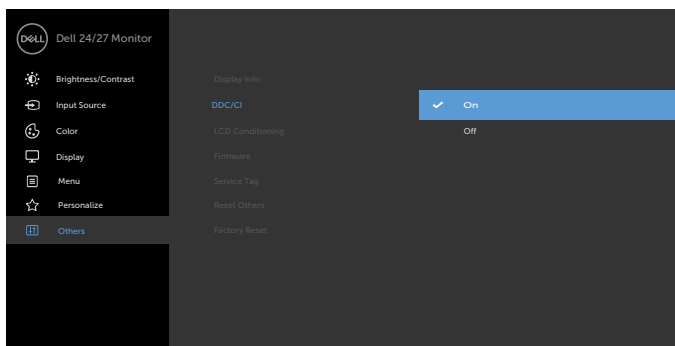 DELL Dell 24/27 Monitor
Brightness/Contrast
Input Source
Color
Display
Menu
Personalize
Others
Display Info
DDC/CI
LCD Conditioning
Firmware
Service Tag
Reset Others
Factory Reset
On
Off